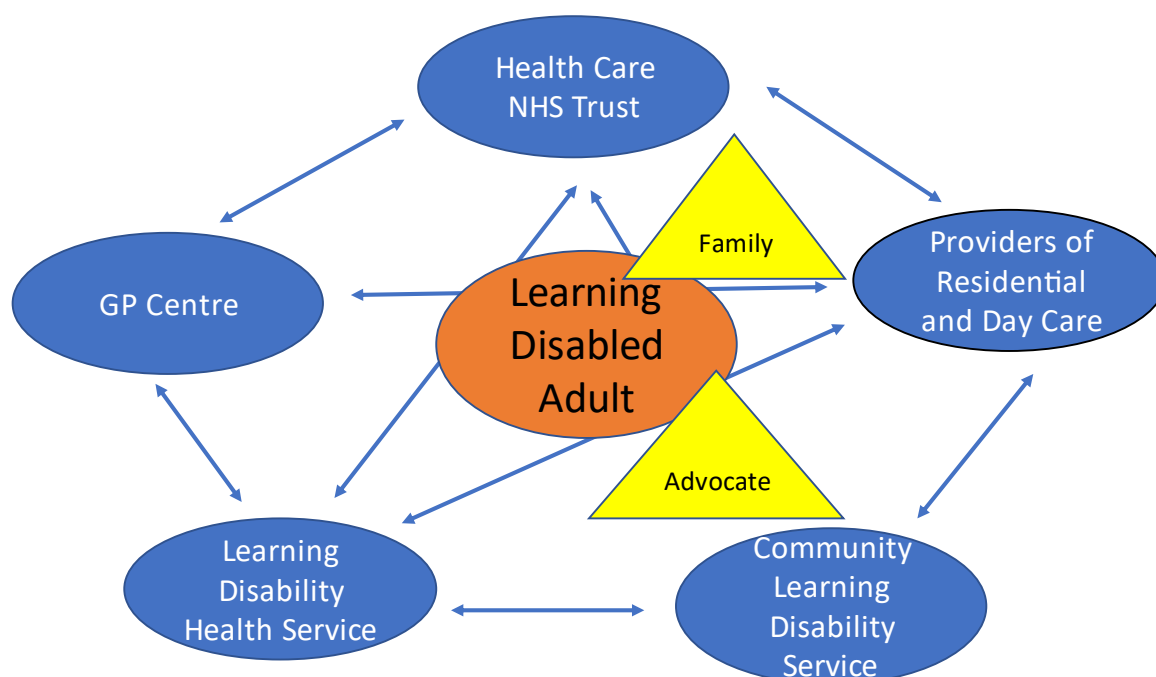 Health Care
NHS Trust
Family
Providers of
Residential
and Day Care
GP Centre
Learning
Disabled
Adult
Advocate
Learning
Disability
Health Service
Community
Learning
Disability
Service